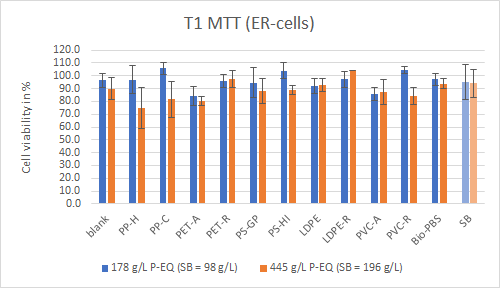 T1 MTT (ER-cells)
Cell viability in %
120.0
110.0
100.0
90.0
80.0
70.0
60.0
50.0
40.0
30.0
20.0
10.0
0.0
blank
PP-H
PP-C
PET-A
PET-R
PS-GP
PS-HI
LDPE
LDPE-R
PVC-A
PVC-R
Bio-PBS
SB
178 g/L P-EQ (SB = 98 g/L)
445 g/L P-EQ (SB = 196 g/L)